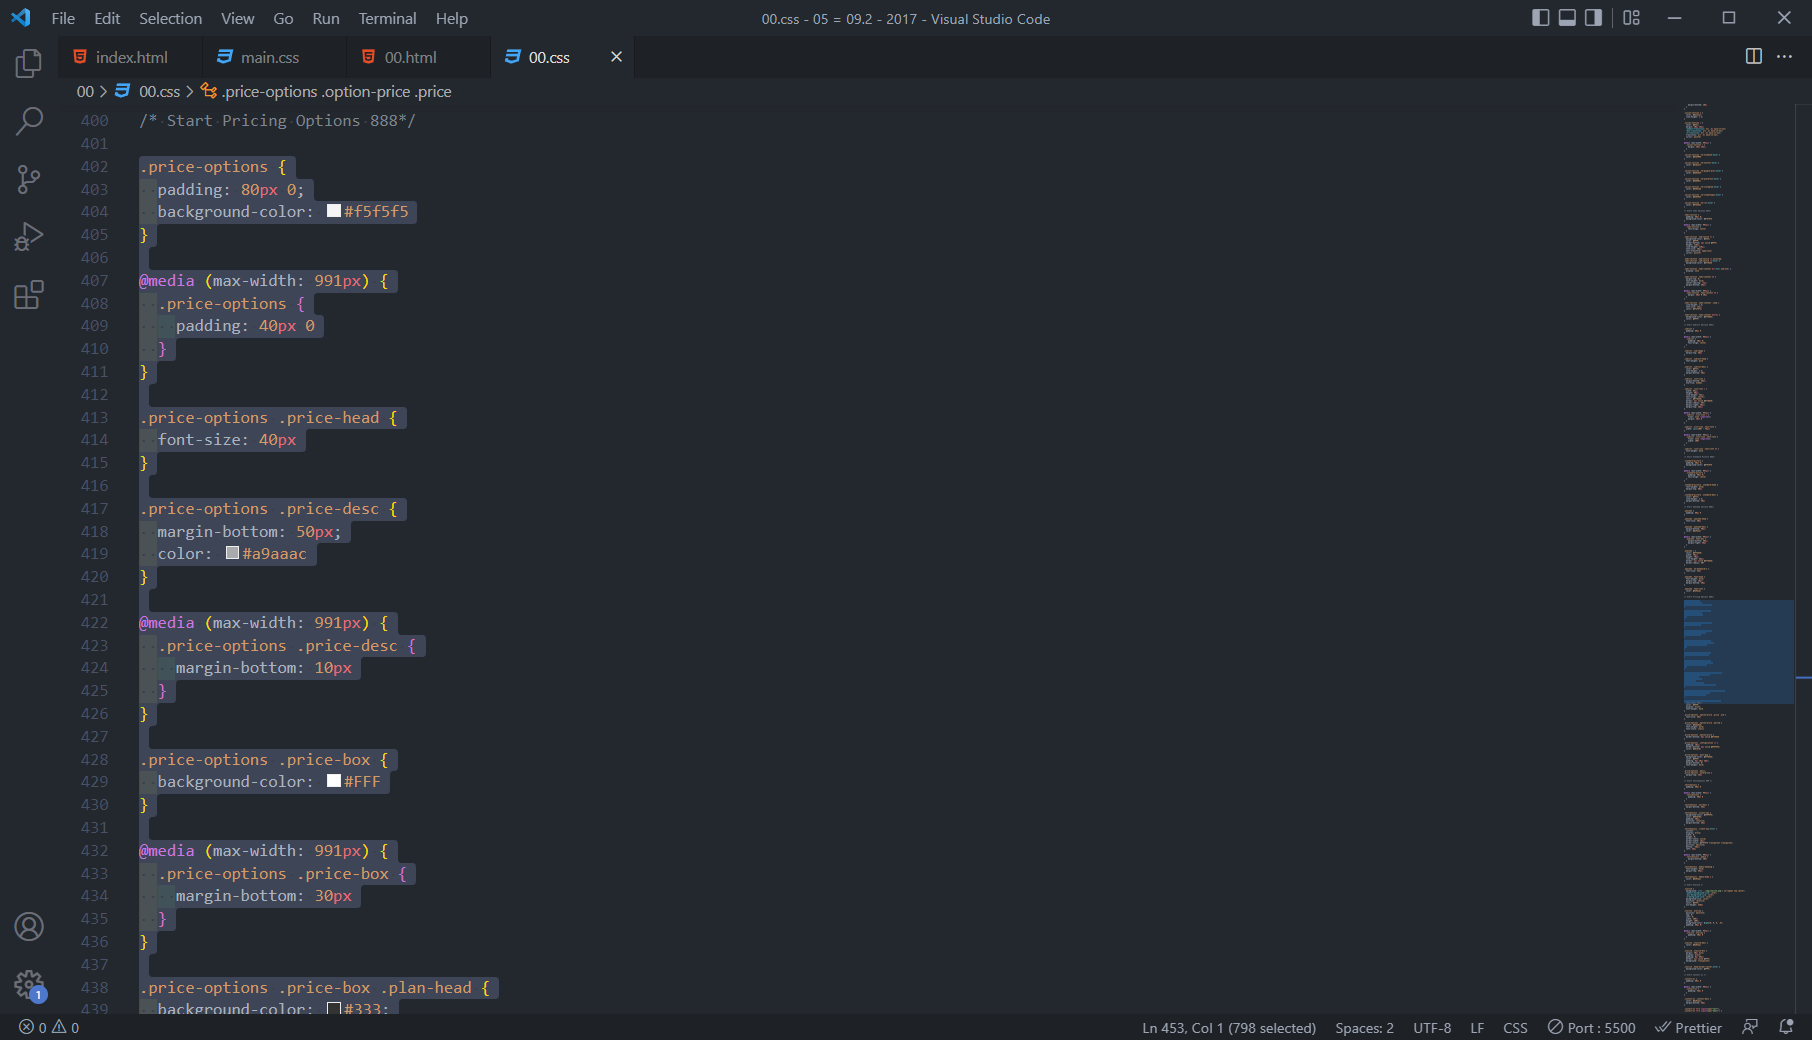 File Edit Selection View Go Run Terminal Help
00.css - 05 = 09.2 - 2017 - Visual Studio Code
index.html main.css 00.html 00.css
00 > 00.css > .price-options .option-price .price
400 /* Start Pricing Options 888*/
401
402 .price-options {
403 padding: 80px 0;
404 background-color: #f5f5f5
405 }
406
407 @media (max-width: 991px) {
408 .price-options {
409 padding: 40px 0
410 }
411 }
412
413 .price-options .price-head {
414 font-size: 40px
415 }
416
417 .price-options .price-desc {
418 margin-bottom: 50px;
419 color: #a9aaac
420 }
421
422 @media (max-width: 991px) {
423 .price-options .price-desc {
424 margin-bottom: 10px
425 }
426 }
427
428 .price-options .price-box {
429 background-color: #FFF
430 }
431
432 @media (max-width: 991px) {
433 .price-options .price-box {
434 margin-bottom: 30px
435 }
436 }
437
438 .price-options .price-box .plan-head {
439 background-color: #333;
1
0 0 Ln 453, Col 1 (798 selected) Spaces: 2 UTF-8 LF CSS Port : 5500 Prettier